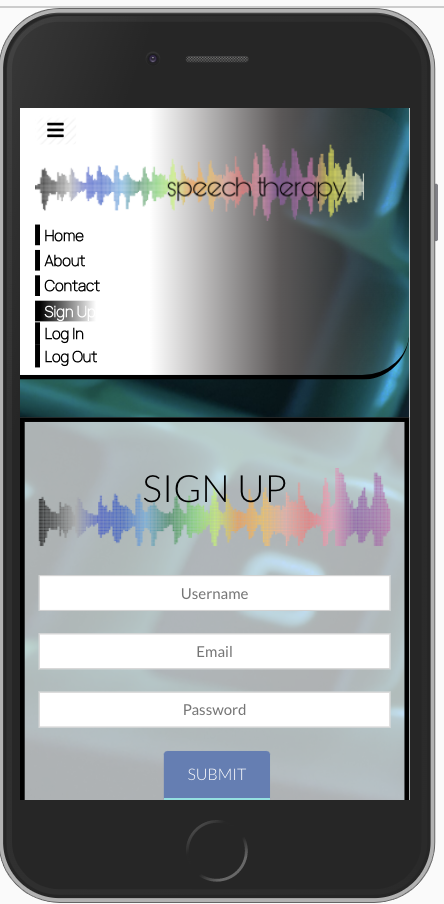 speech therapy
Home
About
Contact
Sign Up
Log In
Log Out
SIGN UP
Username
Email
Password
SUBMIT